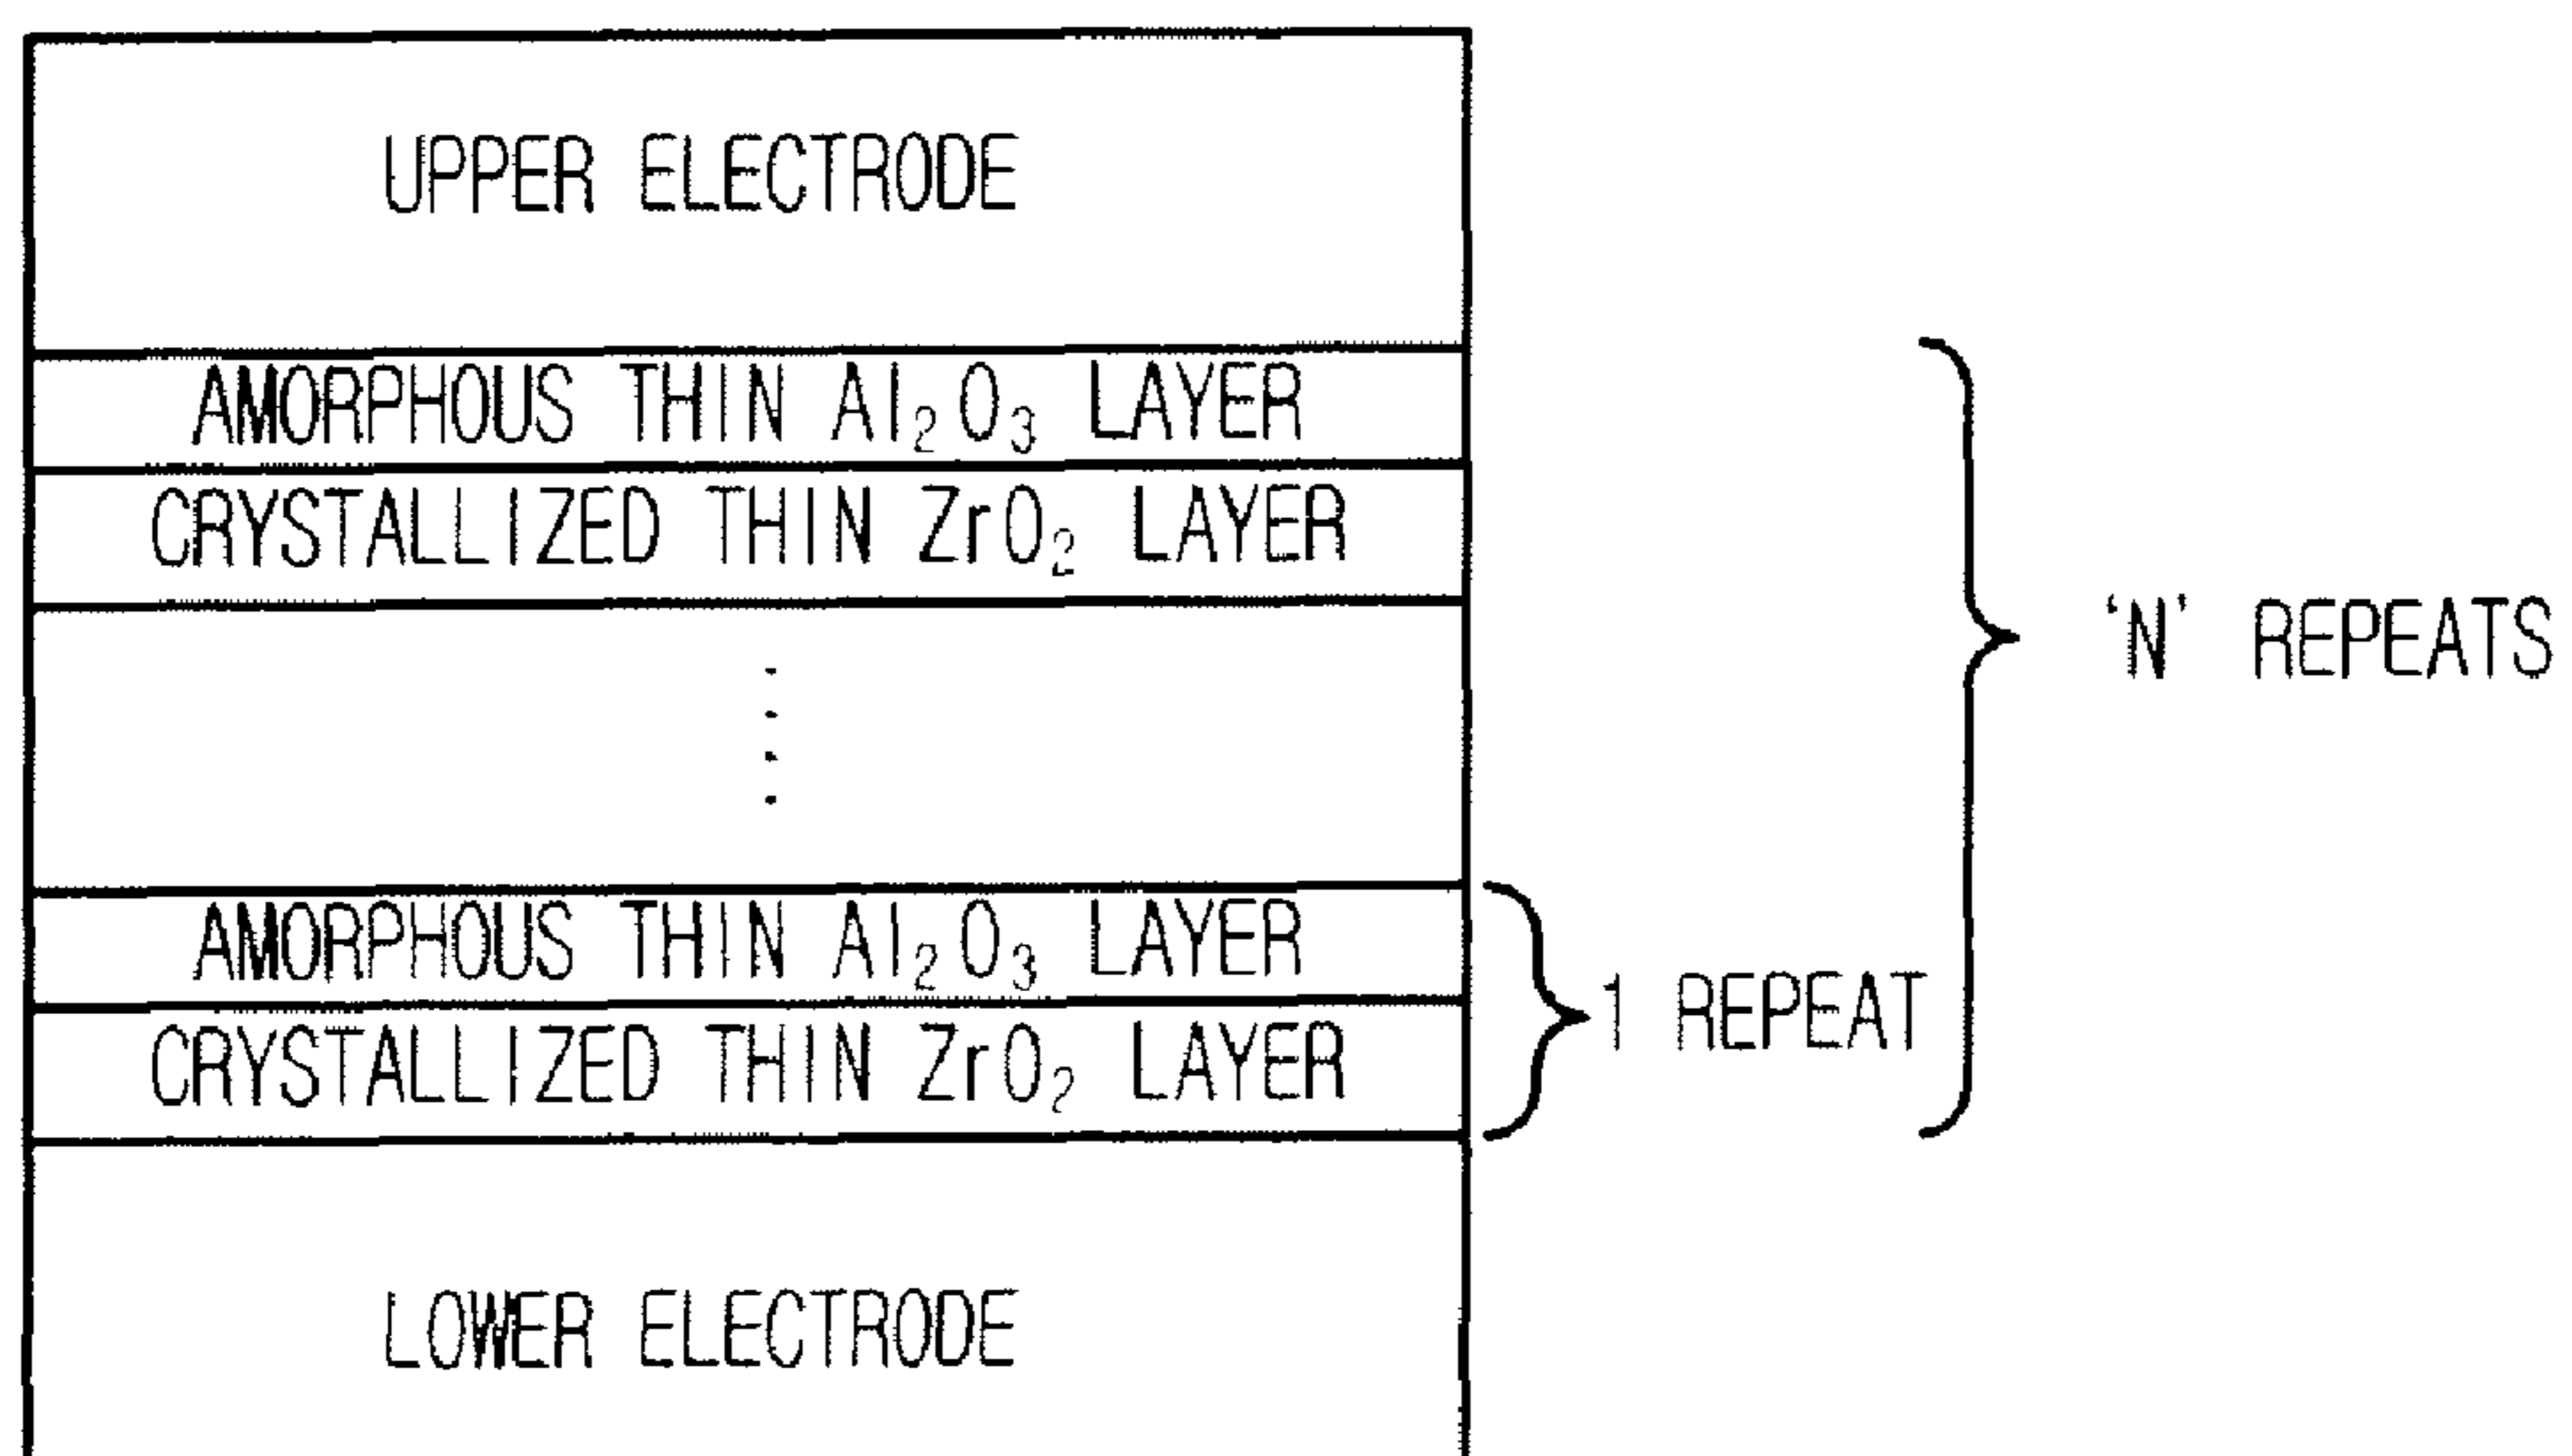 UPPER ELECTRODE
AMORPHOUS THIN Al₂O₃ LAYER
CRYSTALLIZED THIN ZrO₂ LAYER
'N' REPEATS
AMORPHOUS THIN Al₂O₃ LAYER
1 REPEAT
CRYSTALLIZED THIN ZrO₂ LAYER
LOWER ELECTRODE